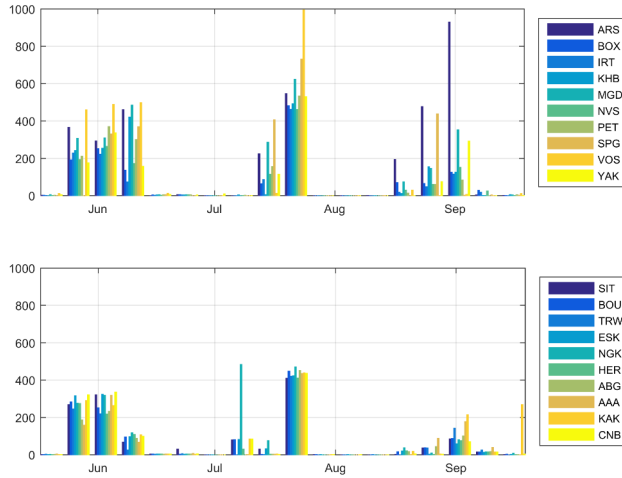 1000
800
600
400
200
0
Jun
Jul
Aug
Sep
ARS
BOX
IRT
KHB
MGD
NVS
PET
SPG
VOS
YAK
1000
800
600
400
200
0
Jun
Jul
Aug
Sep
SIT
BOU
TRW
ESK
NGK
HER
ABG
AAA
KAK
CNB